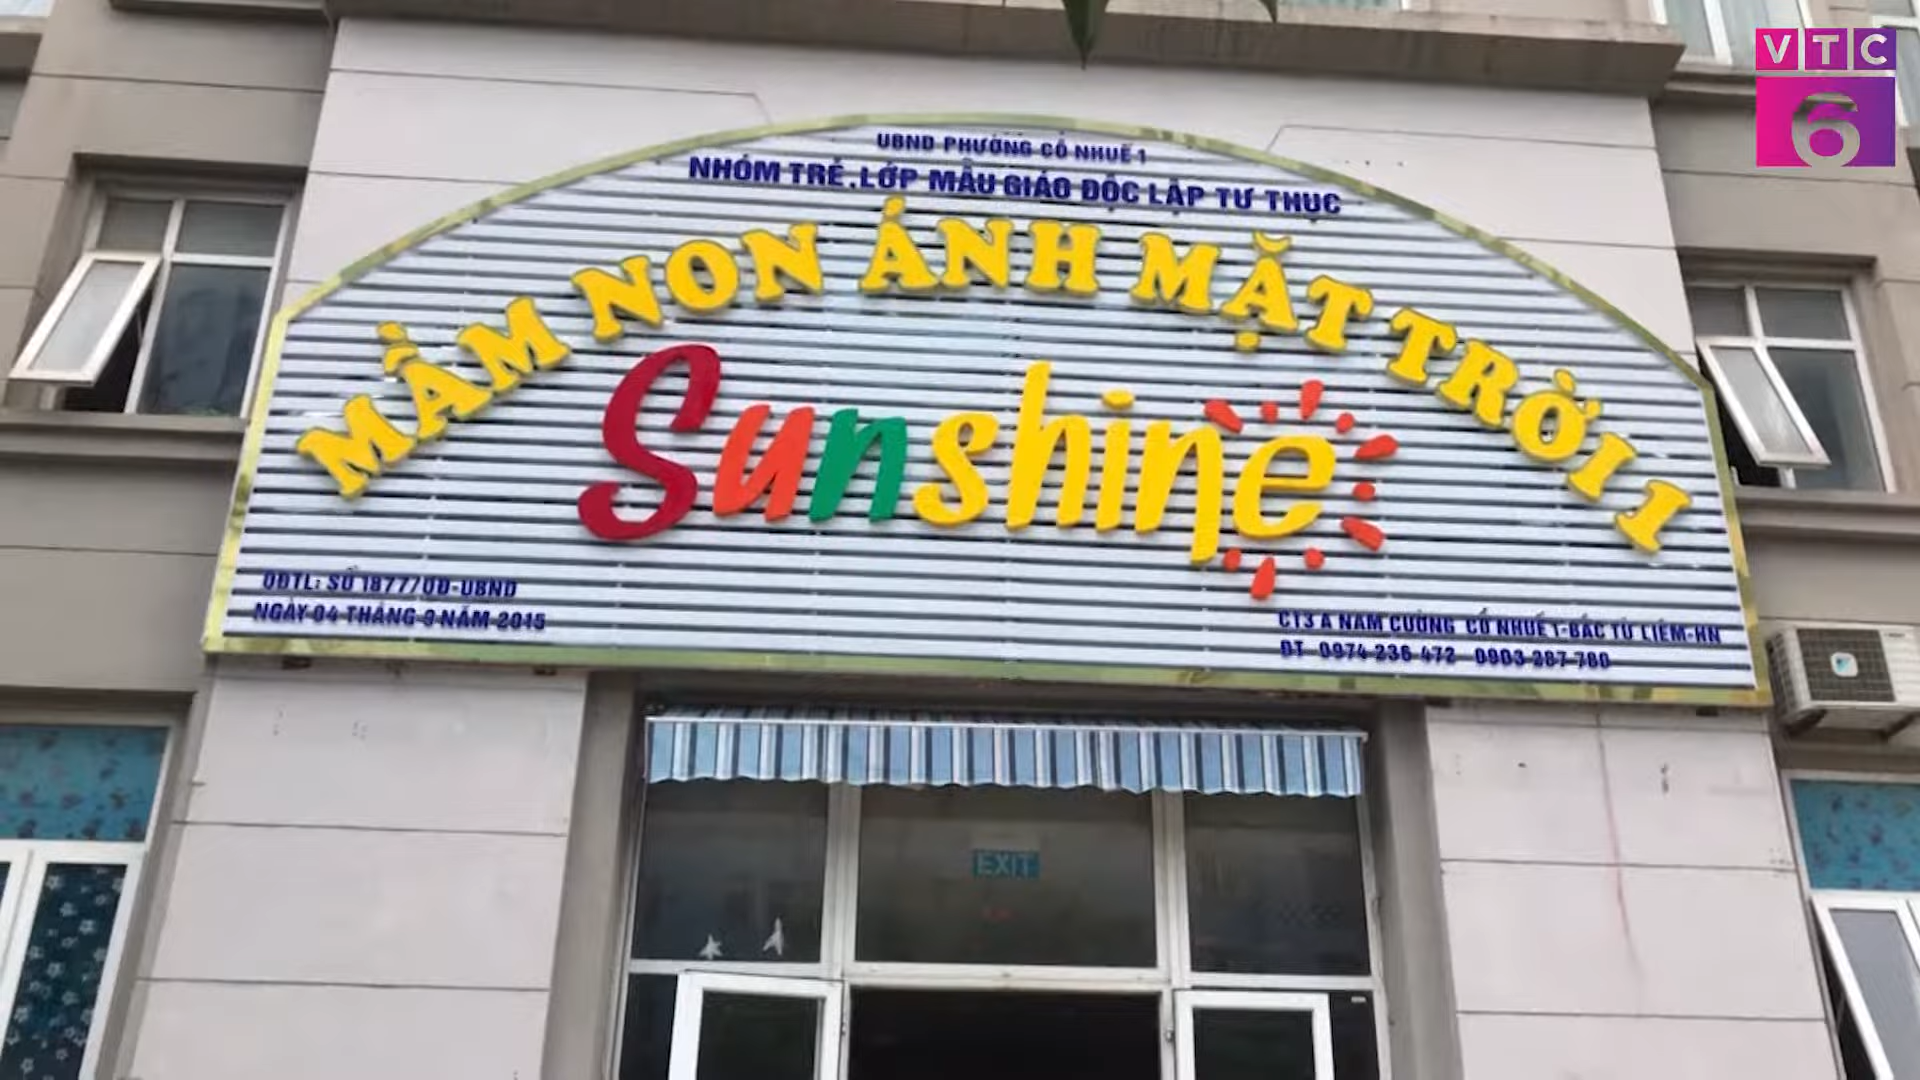 VTC
6
UBND PHƯỜNG CỔ NHUẾ 1
NHÓM TRẺ, LỚP MẪU GIÁO ĐỘC LẬP TƯ THỤC
MẦM NON ÁNH MẶT TRỜI 1
Sunshine
QĐTL: SỐ 1877/QĐ-UBND
NGÀY 04 THÁNG 9 NĂM 2015
CT3 A NAM CƯỜNG CỔ NHUẾ 1-BẮC TỪ LIÊM-HN
ĐT 0974 236 472 0903 287 780
EXIT